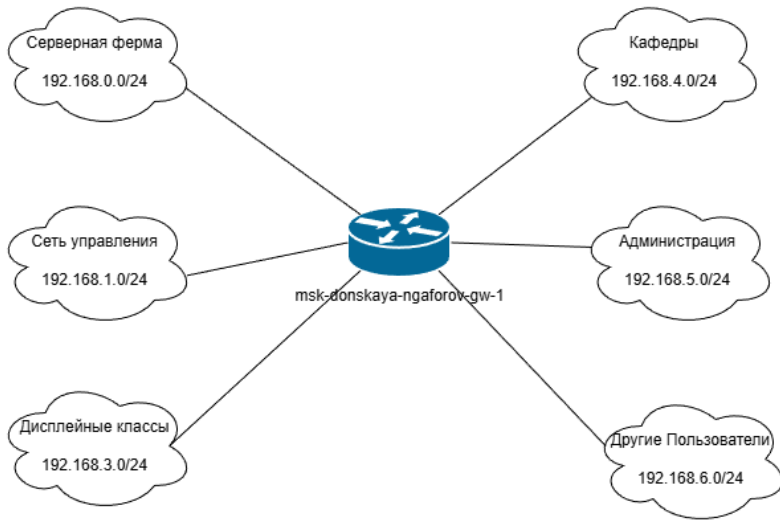 Серверная ферма
192.168.0.0/24
Кафедры
192.168.4.0/24
Сеть управления
192.168.1.0/24
msk-donskaya-ngaforov-gw-1
Администрация
192.168.5.0/24
Дисплейные классы
192.168.3.0/24
Другие Пользователи
192.168.6.0/24